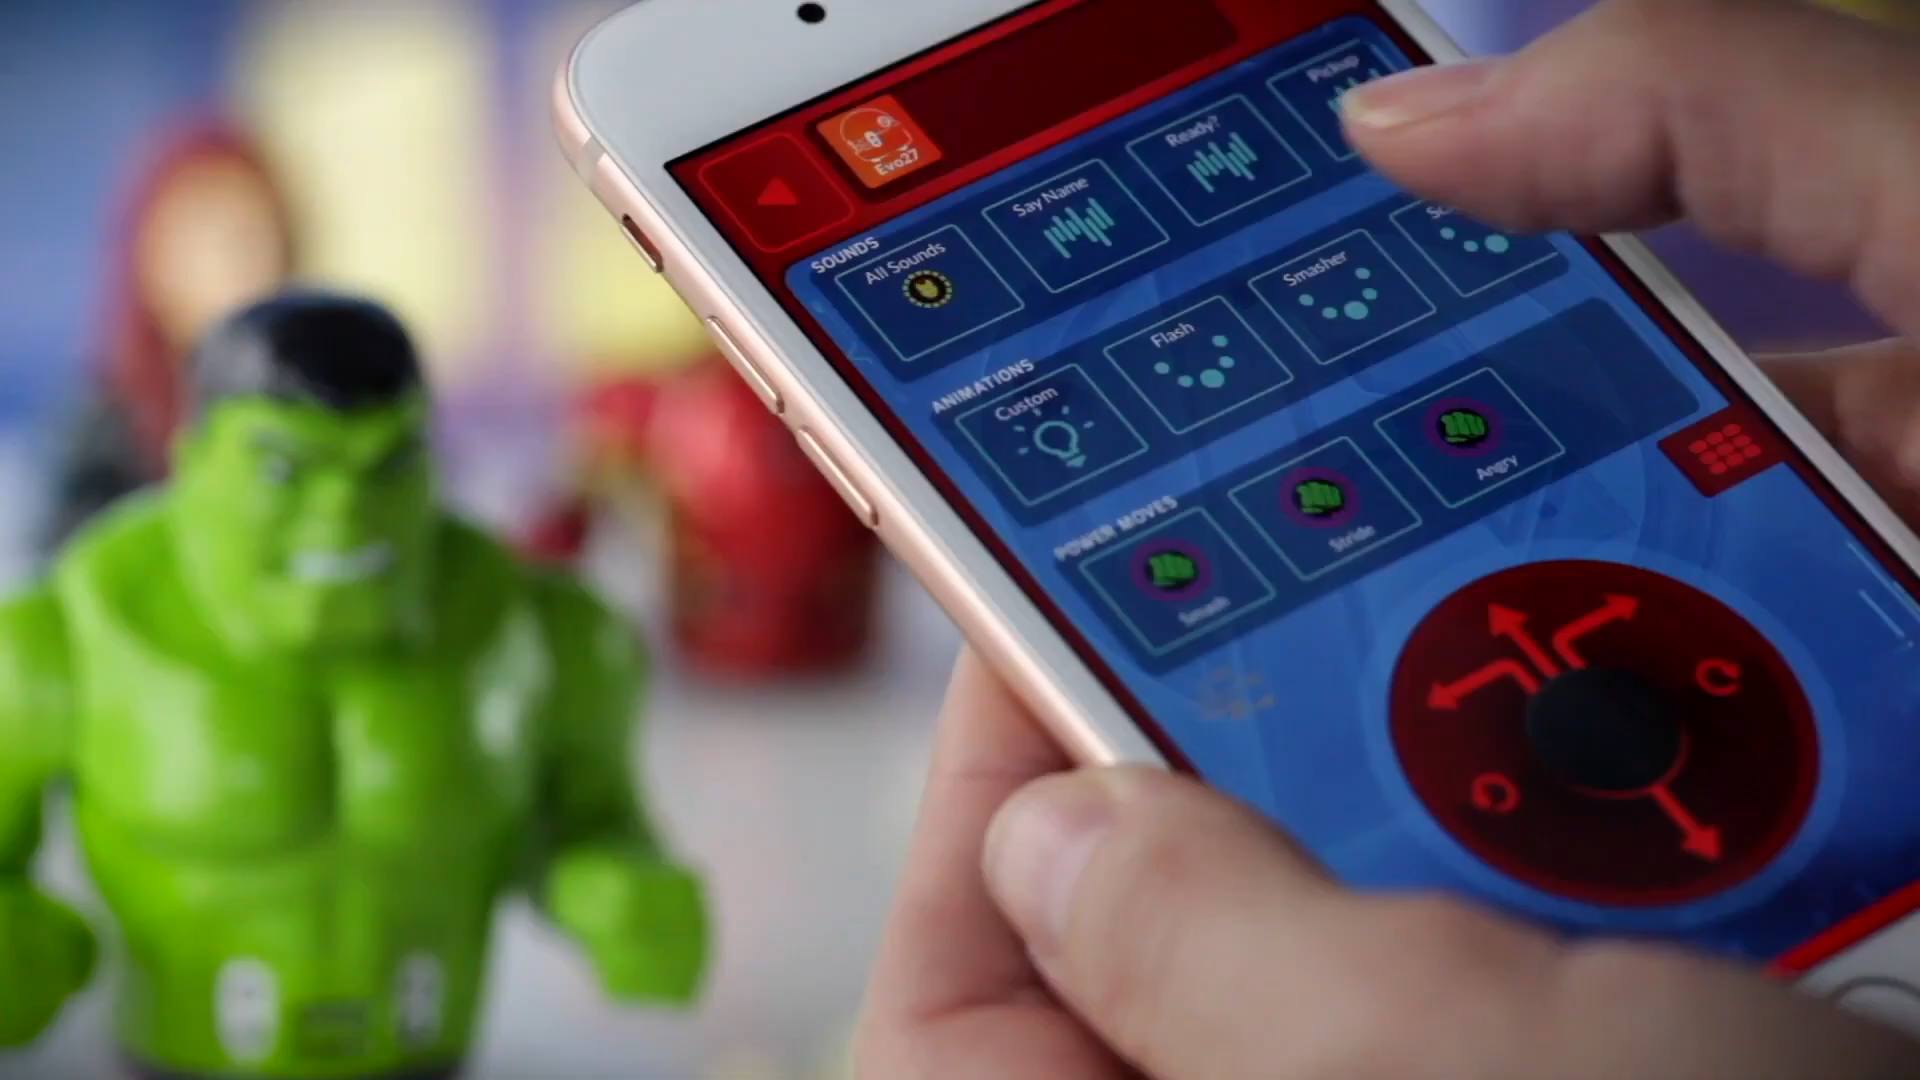 Evo27
SOUNDS
All Sounds
Say Name
Ready?
Pickup
ANIMATIONS
Custom
Flash
Smasher
POWER MOVES
Smash
Stride
Angry